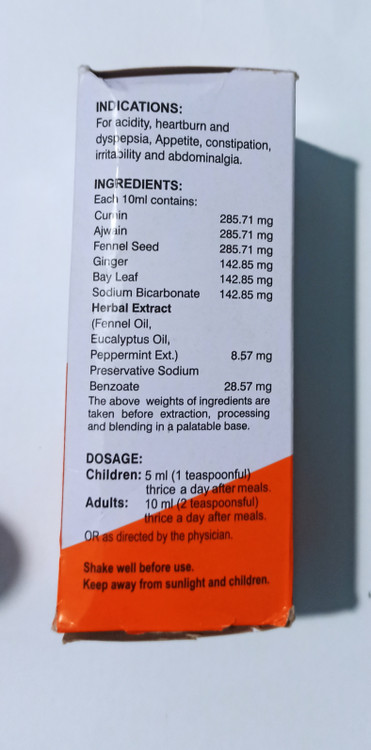 INDICATIONS:
For acidity, heartburn and
dyspepsia, Appetite, constipation,
irritability and abdominalgia.
INGREDIENTS:
Each 10ml contains:
Cumin 285.71 mg
Ajwain 285.71 mg
Fennel Seed 285.71 mg
Ginger 142.85 mg
Bay Leaf 142.85 mg
Sodium Bicarbonate 142.85 mg
Herbal Extract
(Fennel Oil,
Eucalyptus Oil,
Peppermint Ext.) 8.57 mg
Preservative Sodium
Benzoate 28.57 mg
The above weights of ingredients are
taken before extraction, processing
and blending in a palatable base.
DOSAGE:
Children: 5 ml (1 teaspoonful)
thrice a day after meals.
Adults: 10 ml (2 teaspoonsful)
thrice a day after meals.
OR as directed by the physician.
Shake well before use.
Keep away from sunlight and children.